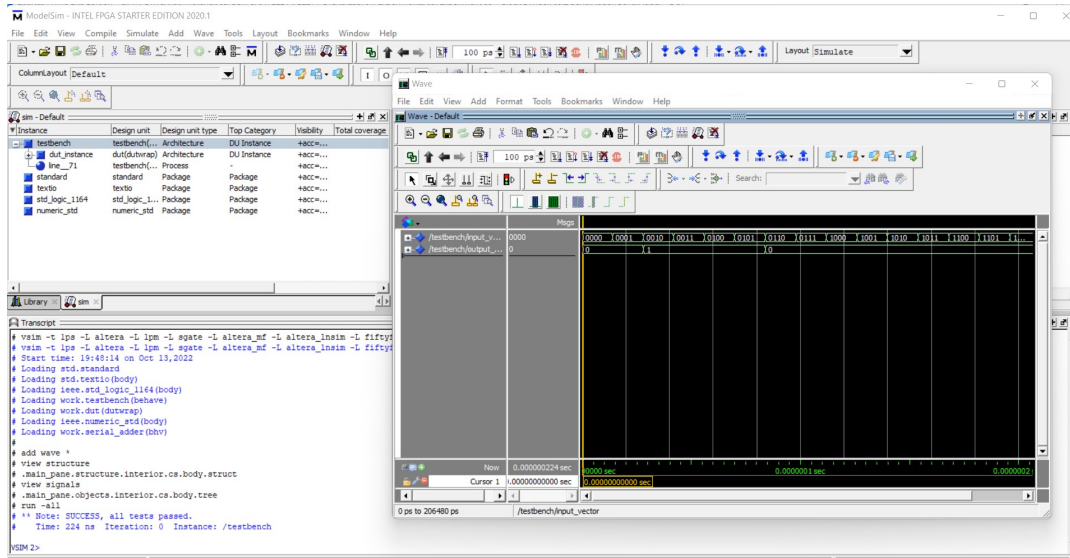 ModelSim - INTEL FPGA STARTER EDITION 2020.1
File Edit View Compile Simulate Add Wave Tools Layout Bookmarks Window Help
100 ps
Layout Simulate
ColumnLayout Default
sim - Default
Instance Design unit Design unit type Top Category Visibility Total coverage
testbench testbench(... Architecture DU Instance +acc=...
dut_instance dut(dutwrap) Architecture DU Instance +acc=...
line__71 testbench(... Process - +acc=...
standard standard Package Package +acc=...
textio textio Package Package +acc=...
std_logic_1164 std_logic_1... Package Package +acc=...
numeric_std numeric_std Package Package +acc=...
Library sim
Transcript
# vsim -t 1ps -L altera -L lpm -L sgate -L altera_mf -L altera_lnsim -L fiftyf
# vsim -t 1ps -L altera -L lpm -L sgate -L altera_mf -L altera_lnsim -L fiftyf
# Start time: 19:48:14 on Oct 13,2022
# Loading std.standard
# Loading std.textio(body)
# Loading ieee.std_logic_1164(body)
# Loading work.testbench(behave)
# Loading work.dut(dutwrap)
# Loading ieee.numeric_std(body)
# Loading work.serial_adder(bhv)
#
# add wave *
# view structure
# .main_pane.structure.interior.cs.body.struct
# view signals
# .main_pane.objects.interior.cs.body.tree
# run -all
# ** Note: SUCCESS, all tests passed.
#    Time: 224 ns  Iteration: 0  Instance: /testbench
VSIM 2>
Wave
File Edit View Add Format Tools Bookmarks Window Help
Wave - Default
100 ps
Search:
Msgs
/testbench/input_v... 0000 0000 0001 0010 0011 0100 0101 0110 0111 1000 1001 1010 1011 1100 1101 1...
/testbench/output_... 0 0 1 0
Now 0.000000224 sec 0.0000001 sec
Cursor 1 0.00000000000 sec
0 ps to 206480 ps /testbench/input_vector